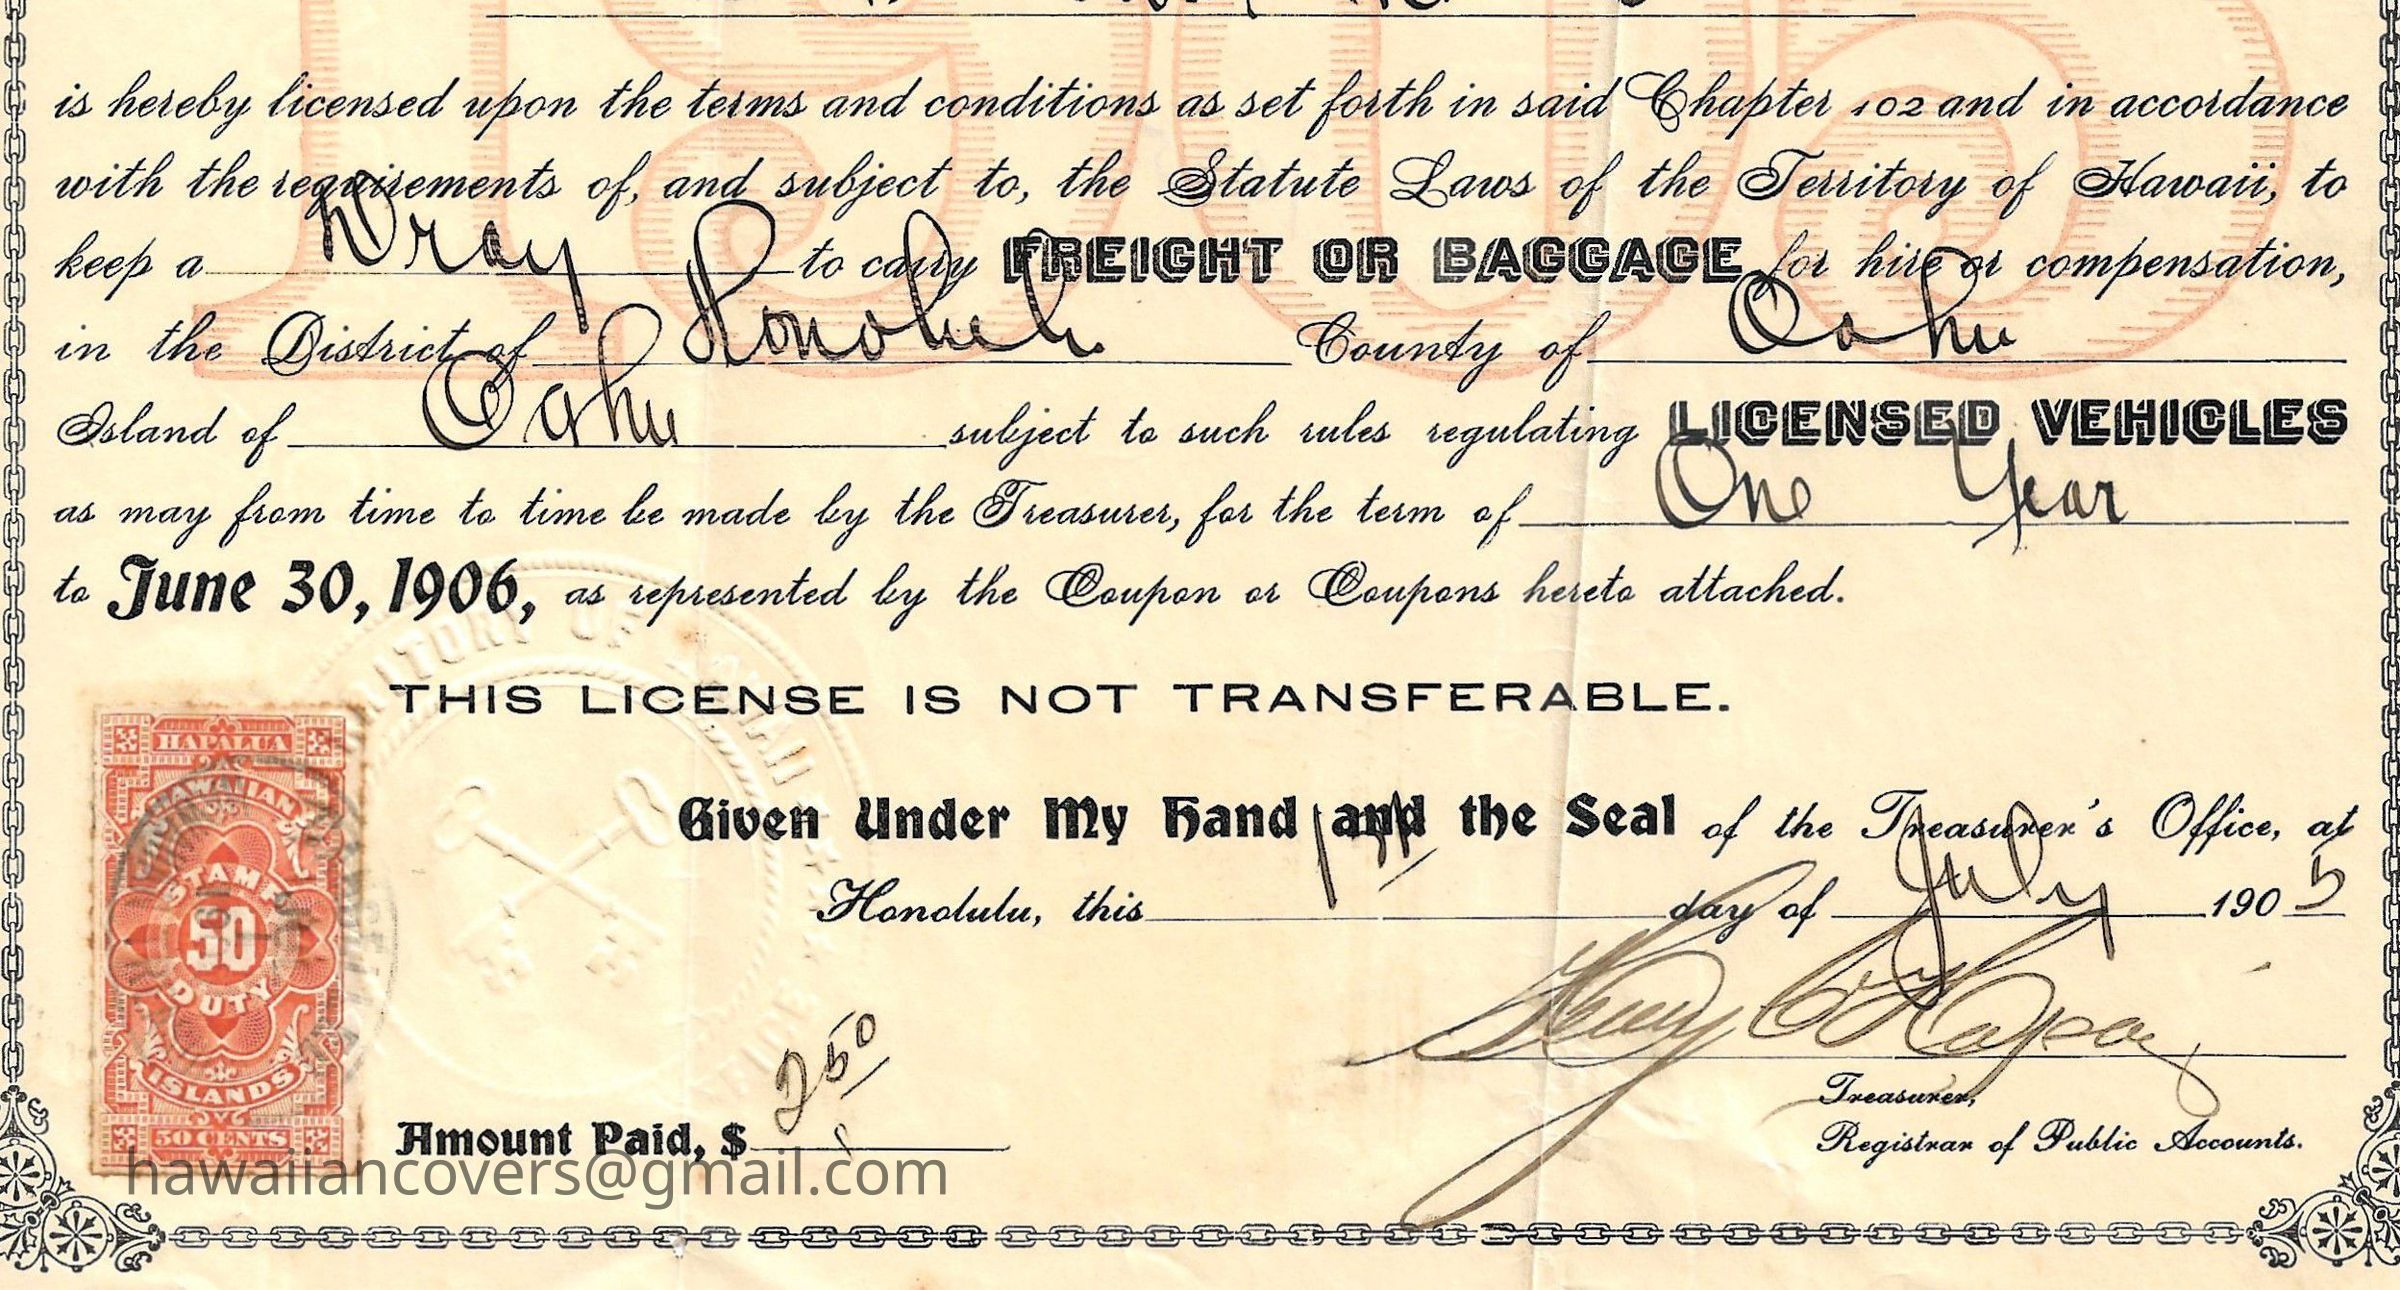 is hereby licensed upon the terms and conditions as set forth in said Chapter 102 and in accordance
with the requirements of, and subject to, the Statute Laws of the Territory of Hawaii, to
keep a Dray to carry FREIGHT OR BAGGAGE for hire or compensation,
in the District of Honolulu County of Oahu
Island of Oahu subject to such rules regulating LICENSED VEHICLES
as may from time to time be made by the Treasurer, for the term of One Year
to June 30, 1906, as represented by the Coupon or Coupons hereto attached.
TERRITORY OF HAWAII
THIS LICENSE IS NOT TRANSFERABLE.
HAPALUA
HAWAIIAN
STAMP
50
DUTY
ISLANDS
50 CENTS
Given Under My Hand and the Seal of the Treasurer's Office, at
Honolulu, this 1st day of July 1905
Treasurer,
Registrar of Public Accounts.
Amount Paid, $ 2 50
hawaiiancovers@gmail.com